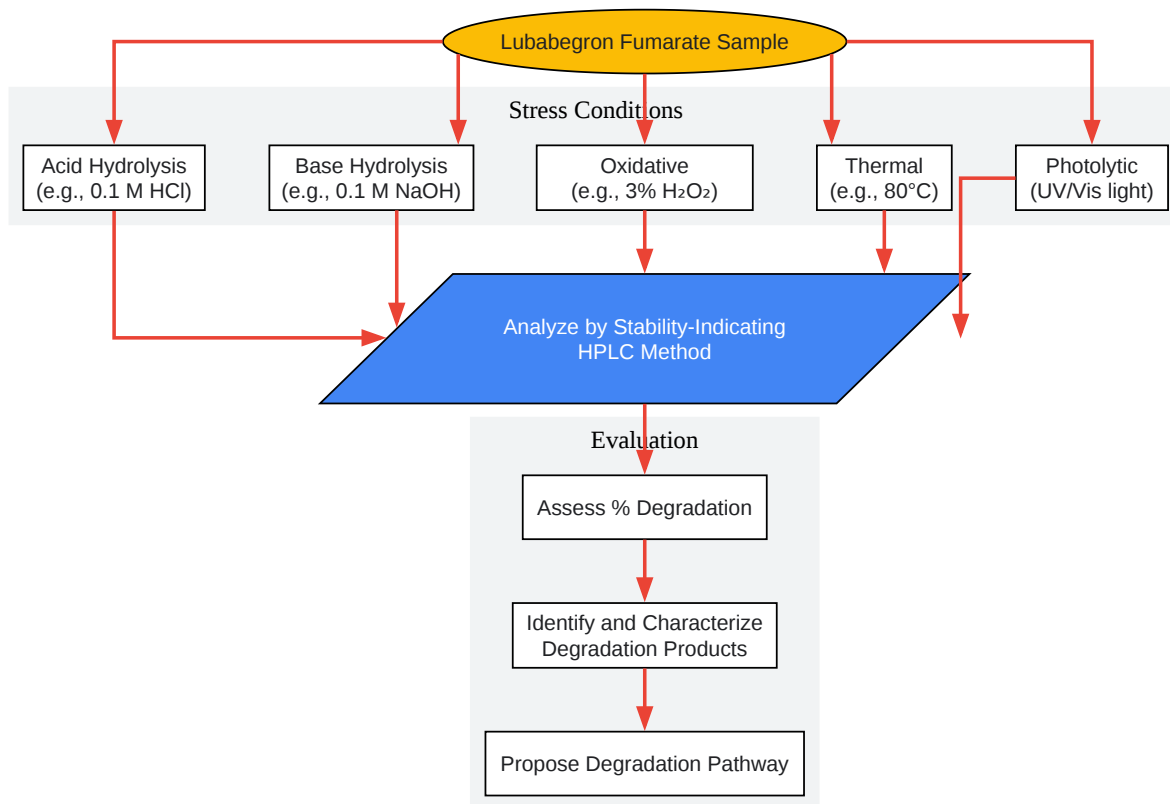 Lubabegron Fumarate Sample
Stress Conditions
Acid Hydrolysis
(e.g., 0.1 M HCl)
Base Hydrolysis
(e.g., 0.1 M NaOH)
Oxidative
(e.g., 3% H₂O₂)
Thermal
(e.g., 80°C)
Photolytic
(UV/Vis light)
Analyze by Stability-Indicating
HPLC Method
Evaluation
Assess % Degradation
Identify and Characterize
Degradation Products
Propose Degradation Pathway